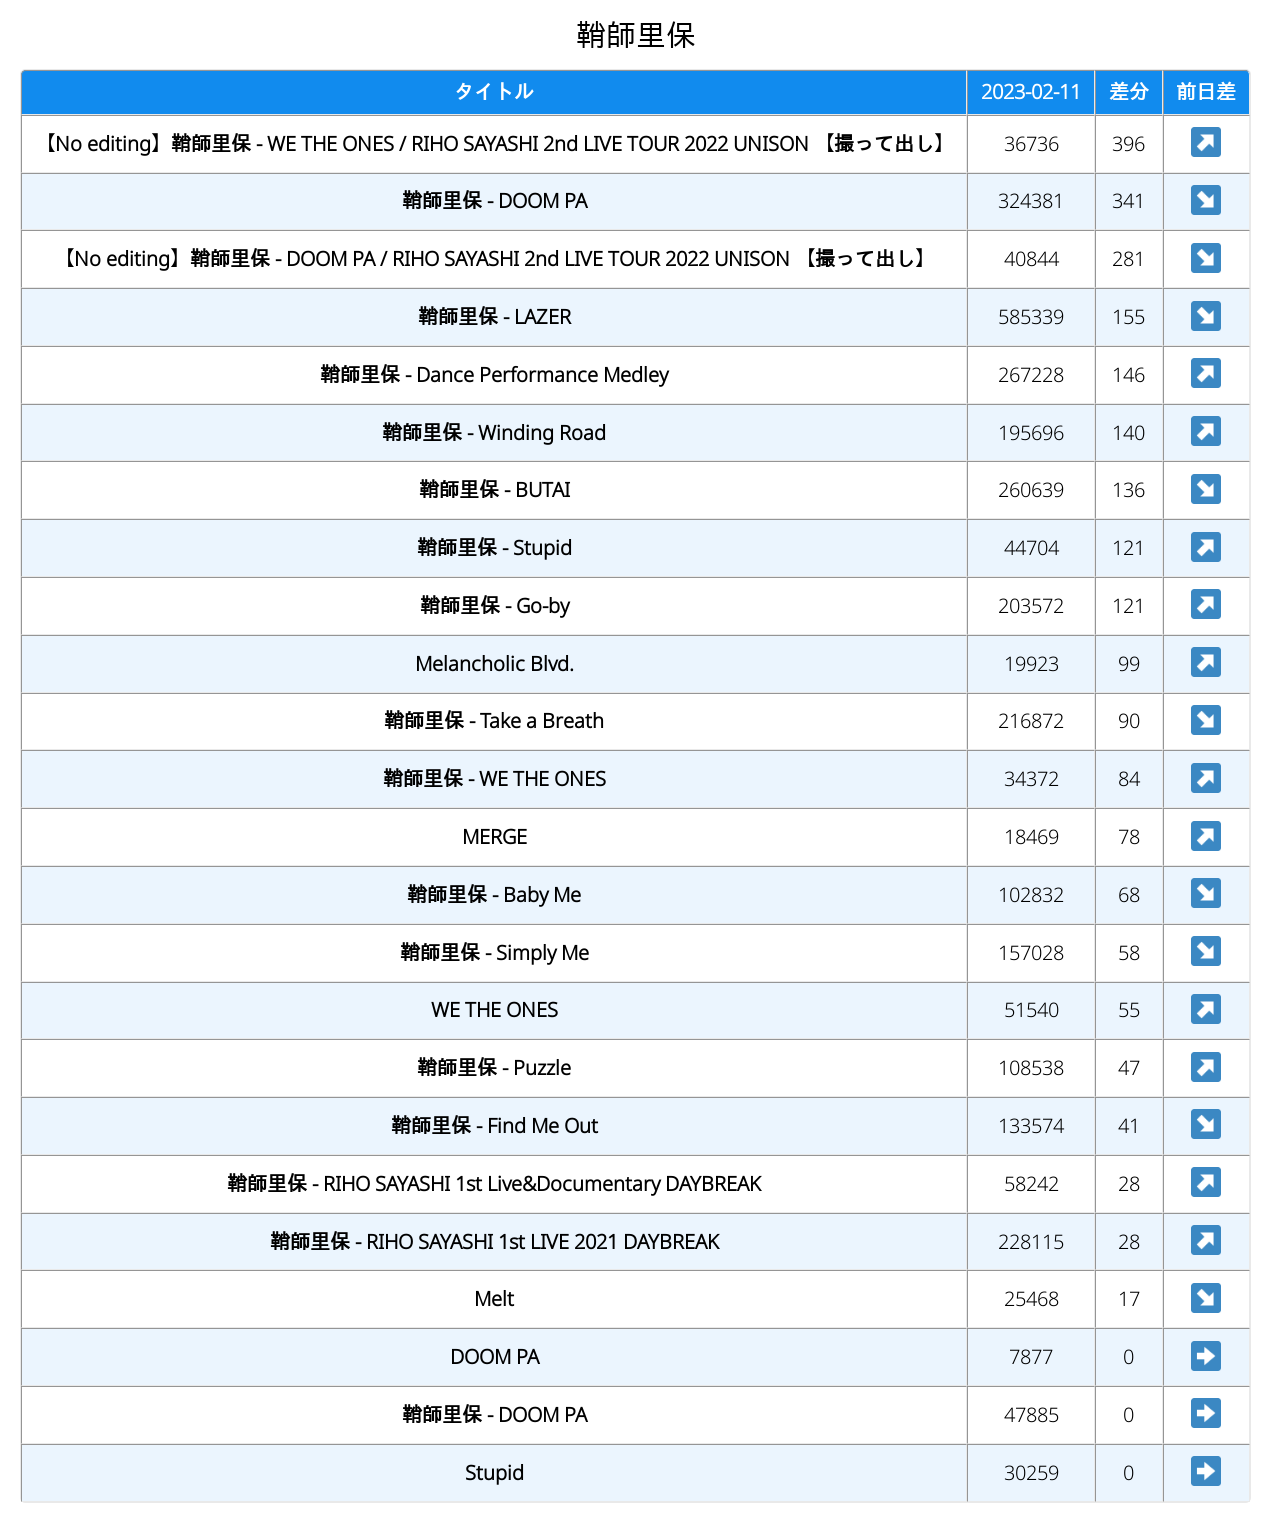 鞘師里保
タイトル 2023-02-11 差分 前日差
【No editing】鞘師里保 - WE THE ONES / RIHO SAYASHI 2nd LIVE TOUR 2022 UNISON 【撮って出し】 36736 396 ↗
鞘師里保 - DOOM PA 324381 341 ↘
【No editing】鞘師里保 - DOOM PA / RIHO SAYASHI 2nd LIVE TOUR 2022 UNISON 【撮って出し】 40844 281 ↘
鞘師里保 - LAZER 585339 155 ↘
鞘師里保 - Dance Performance Medley 267228 146 ↗
鞘師里保 - Winding Road 195696 140 ↗
鞘師里保 - BUTAI 260639 136 ↘
鞘師里保 - Stupid 44704 121 ↗
鞘師里保 - Go-by 203572 121 ↗
Melancholic Blvd. 19923 99 ↗
鞘師里保 - Take a Breath 216872 90 ↘
鞘師里保 - WE THE ONES 34372 84 ↗
MERGE 18469 78 ↗
鞘師里保 - Baby Me 102832 68 ↘
鞘師里保 - Simply Me 157028 58 ↘
WE THE ONES 51540 55 ↗
鞘師里保 - Puzzle 108538 47 ↗
鞘師里保 - Find Me Out 133574 41 ↘
鞘師里保 - RIHO SAYASHI 1st Live&Documentary DAYBREAK 58242 28 ↗
鞘師里保 - RIHO SAYASHI 1st LIVE 2021 DAYBREAK 228115 28 ↗
Melt 25468 17 ↘
DOOM PA 7877 0 →
鞘師里保 - DOOM PA 47885 0 →
Stupid 30259 0 →